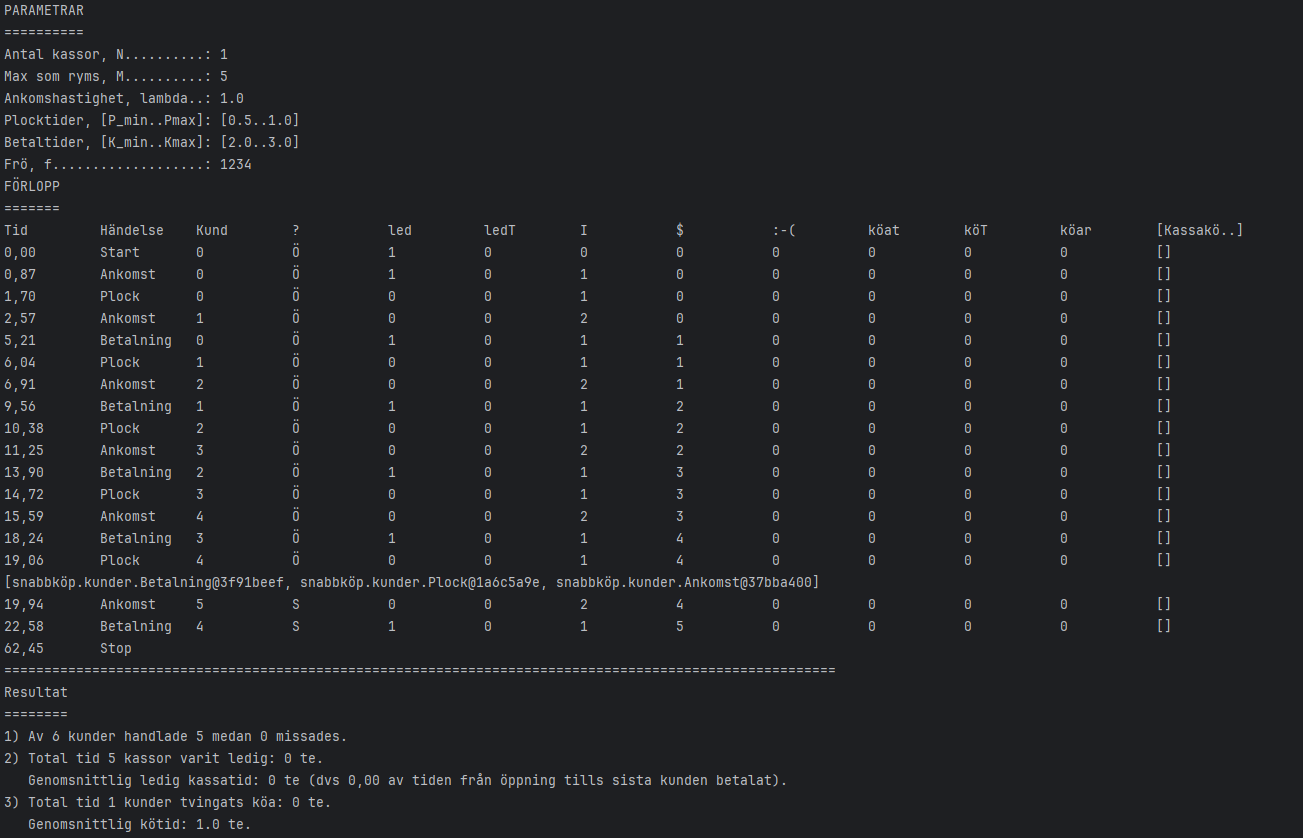 PARAMETRAR
==========
Antal kassor, N..........: 1
Max som ryms, M..........: 5
Ankomshastighet, lambda..: 1.0
Plocktider, [P_min..Pmax]: [0.5..1.0]
Betaltider, [K_min..Kmax]: [2.0..3.0]
Frö, f...................: 1234
FÖRLOPP
=======
Tid Händelse Kund ? led ledT I $ :-( köat köT köar [Kassakö..]
0,00 Start 0 Ö 1 0 0 0 0 0 0 0 []
0,87 Ankomst 0 Ö 1 0 1 0 0 0 0 0 []
1,70 Plock 0 Ö 0 0 1 0 0 0 0 0 []
2,57 Ankomst 1 Ö 0 0 2 0 0 0 0 0 []
5,21 Betalning 0 Ö 1 0 1 1 0 0 0 0 []
6,04 Plock 1 Ö 0 0 1 1 0 0 0 0 []
6,91 Ankomst 2 Ö 0 0 2 1 0 0 0 0 []
9,56 Betalning 1 Ö 1 0 1 2 0 0 0 0 []
10,38 Plock 2 Ö 0 0 1 2 0 0 0 0 []
11,25 Ankomst 3 Ö 0 0 2 2 0 0 0 0 []
13,90 Betalning 2 Ö 1 0 1 3 0 0 0 0 []
14,72 Plock 3 Ö 0 0 1 3 0 0 0 0 []
15,59 Ankomst 4 Ö 0 0 2 3 0 0 0 0 []
18,24 Betalning 3 Ö 1 0 1 4 0 0 0 0 []
19,06 Plock 4 Ö 0 0 1 4 0 0 0 0 []
[snabbköp.kunder.Betalning@3f91beef, snabbköp.kunder.Plock@1a6c5a9e, snabbköp.kunder.Ankomst@37bba400]
19,94 Ankomst 5 S 0 0 2 4 0 0 0 0 []
22,58 Betalning 4 S 1 0 1 5 0 0 0 0 []
62,45 Stop
========================================================================================================
Resultat
========
1) Av 6 kunder handlade 5 medan 0 missades.
2) Total tid 5 kassor varit ledig: 0 te.
Genomsnittlig ledig kassatid: 0 te (dvs 0,00 av tiden från öppning tills sista kunden betalat).
3) Total tid 1 kunder tvingats köa: 0 te.
Genomsnittlig kötid: 1.0 te.